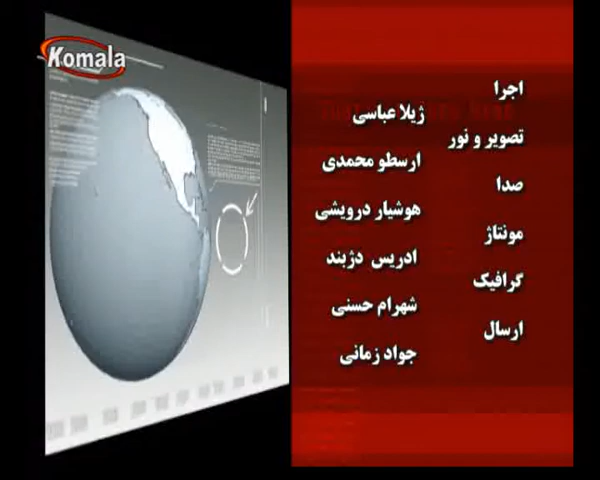 Komala
اجرا
ژیلا عباسی
تصویر و نور
ارسطو محمدی
صدا
هوشیار درویشی
مونتاژ
ادریس دژبند
گرافیک
شهرام حسنی
ارسال
جواد زمانی